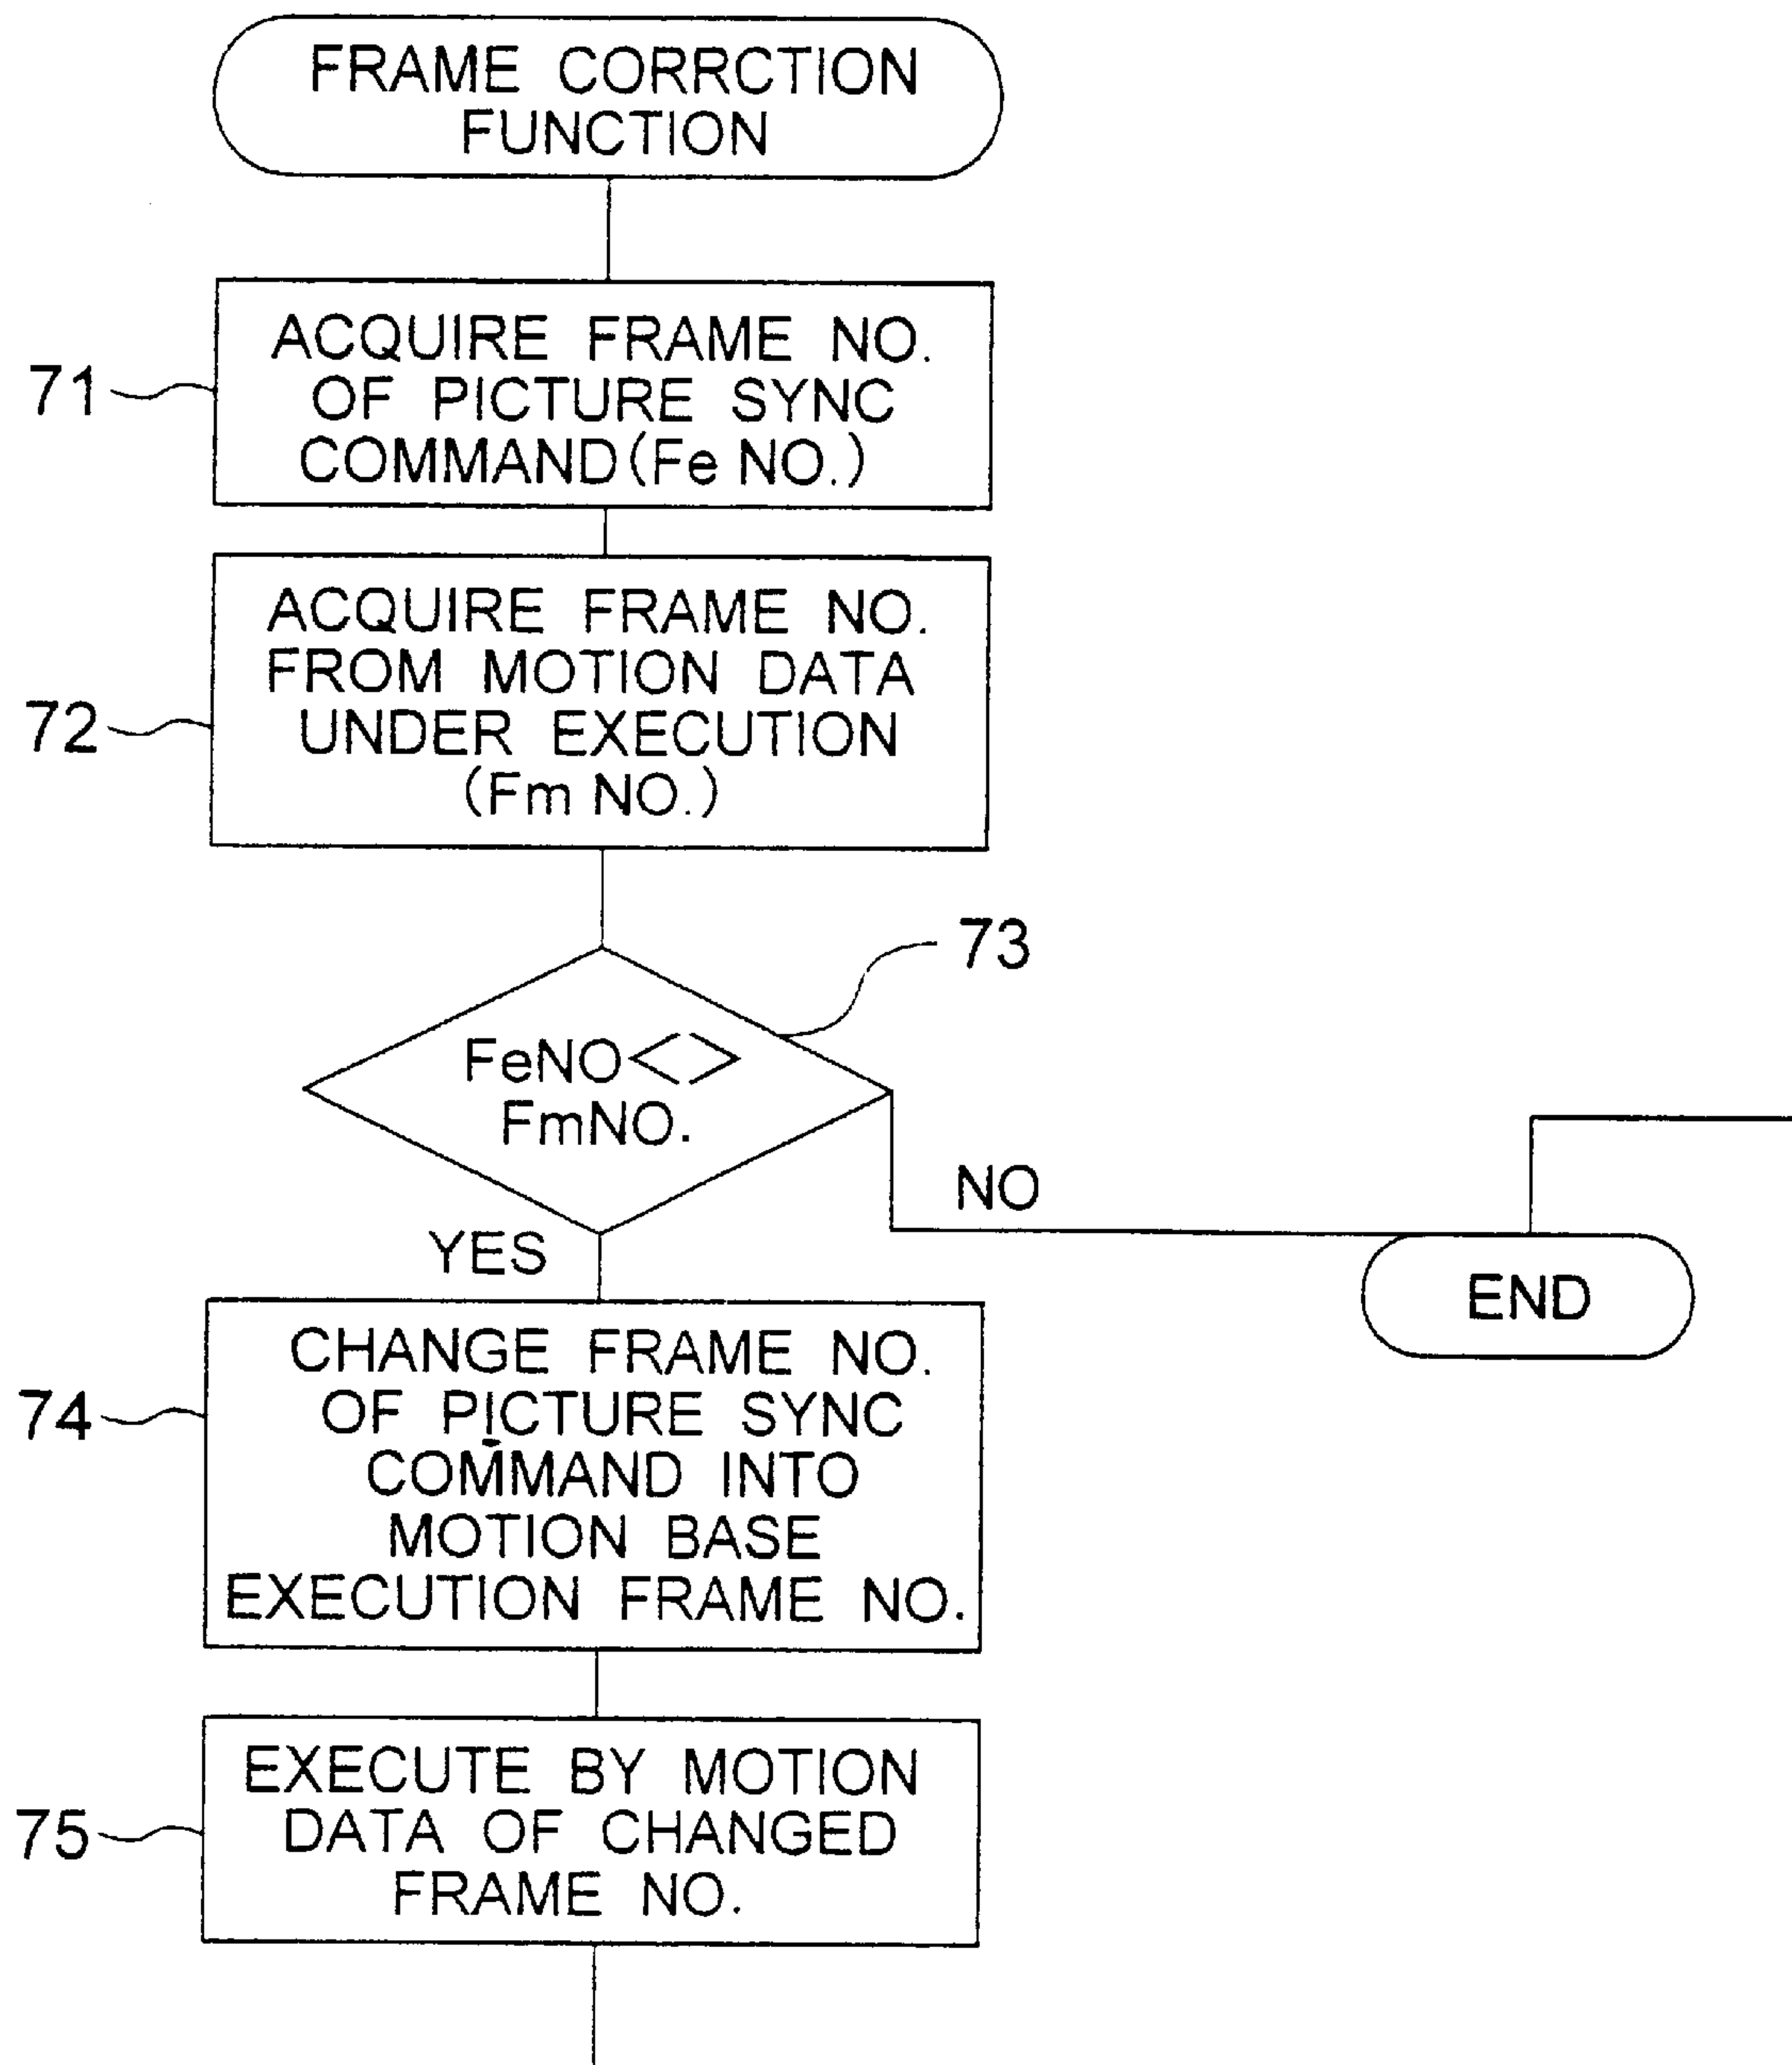 FRAME CORRCTION
FUNCTION
71
ACQUIRE FRAME NO.
OF PICTURE SYNC
COMMAND(Fe NO.)
72
ACQUIRE FRAME NO.
FROM MOTION DATA
UNDER EXECUTION
(Fm NO.)
73
FeNO<>
FmNO.
NO
YES
END
74
CHANGE FRAME NO.
OF PICTURE SYNC
COMMAND INTO
MOTION BASE
EXECUTION FRAME NO.
75
EXECUTE BY MOTION
DATA OF CHANGED
FRAME NO.